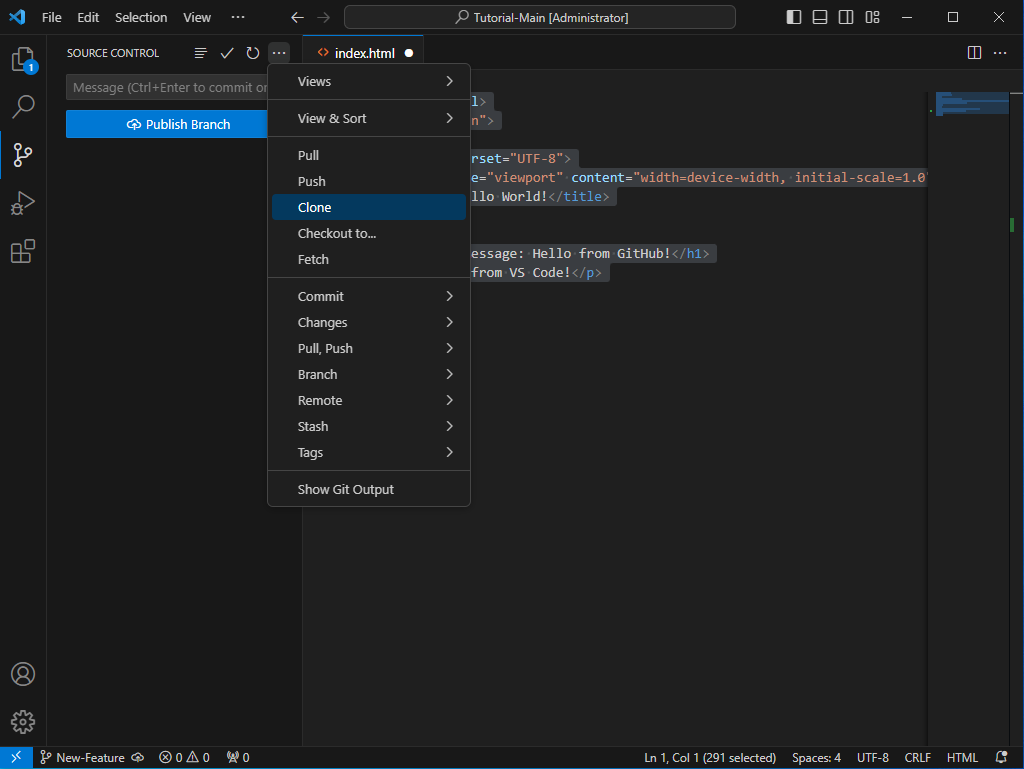 File Edit Selection View ··· Tutorial-Main [Administrator]
SOURCE CONTROL
index.html
1
Message (Ctrl+Enter to commit or
Publish Branch
Views
View & Sort
Pull
Push
Clone
Checkout to...
Fetch
Commit
Changes
Pull, Push
Branch
Remote
Stash
Tags
Show Git Output
l>
n">
rset="UTF-8">
e="viewport" content="width=device-width, initial-scale=1.0"
llo World!</title>
essage: Hello from GitHub!</h1>
from VS Code!</p>
New-Feature 0 0 0 Ln 1, Col 1 (291 selected) Spaces: 4 UTF-8 CRLF HTML